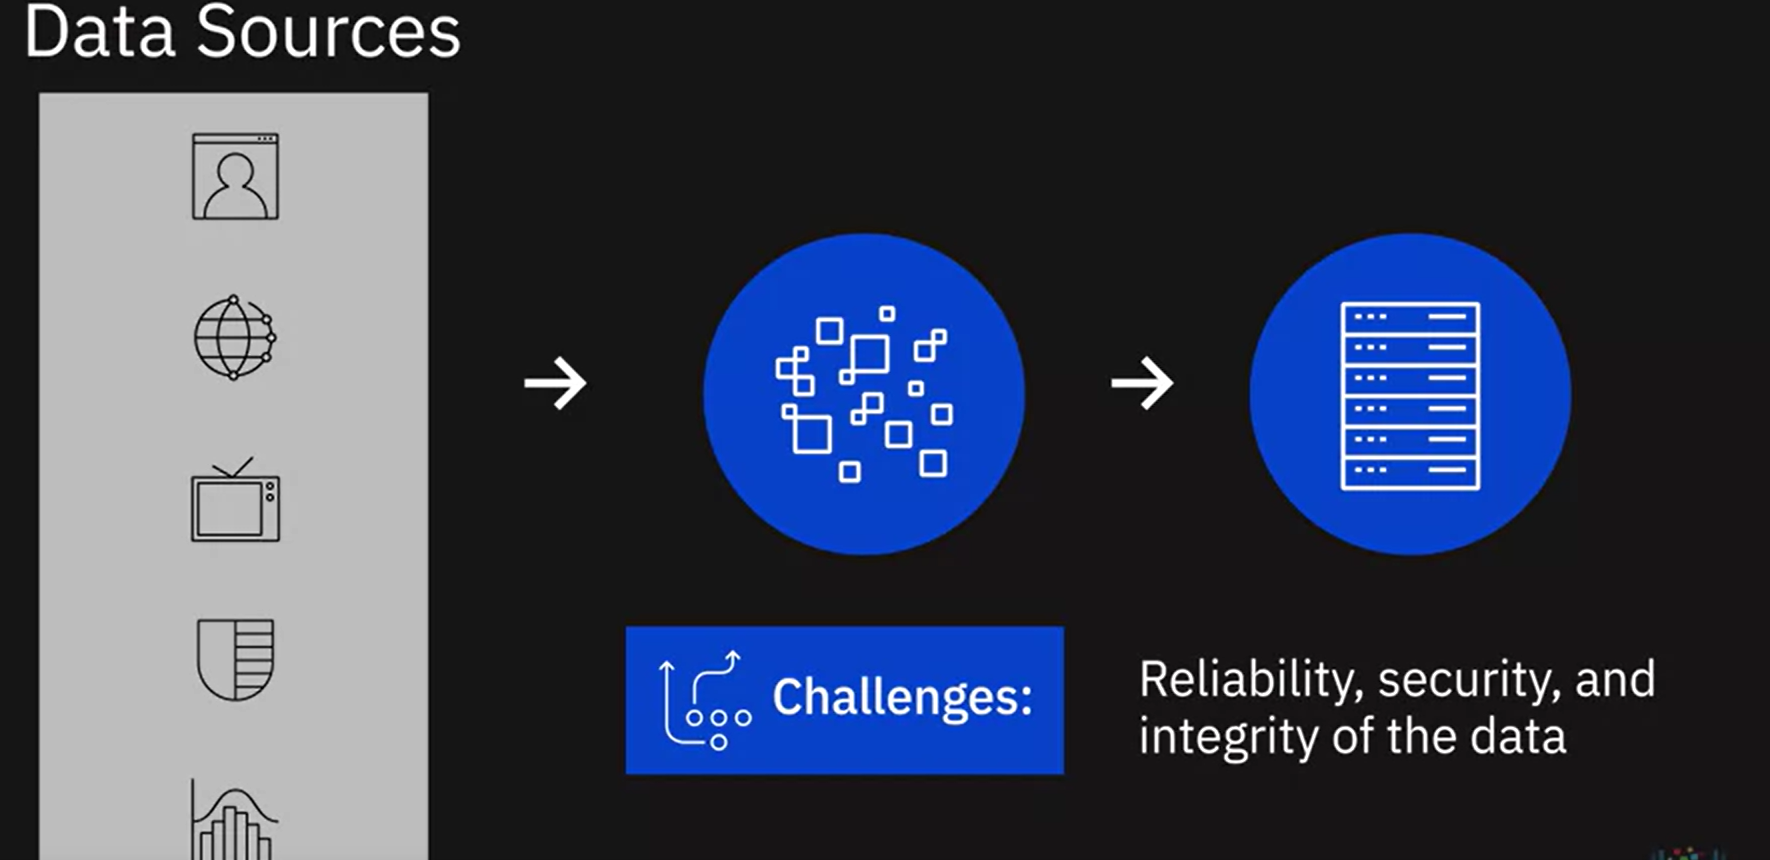 Data Sources
Challenges:
Reliability, security, and
integrity of the data